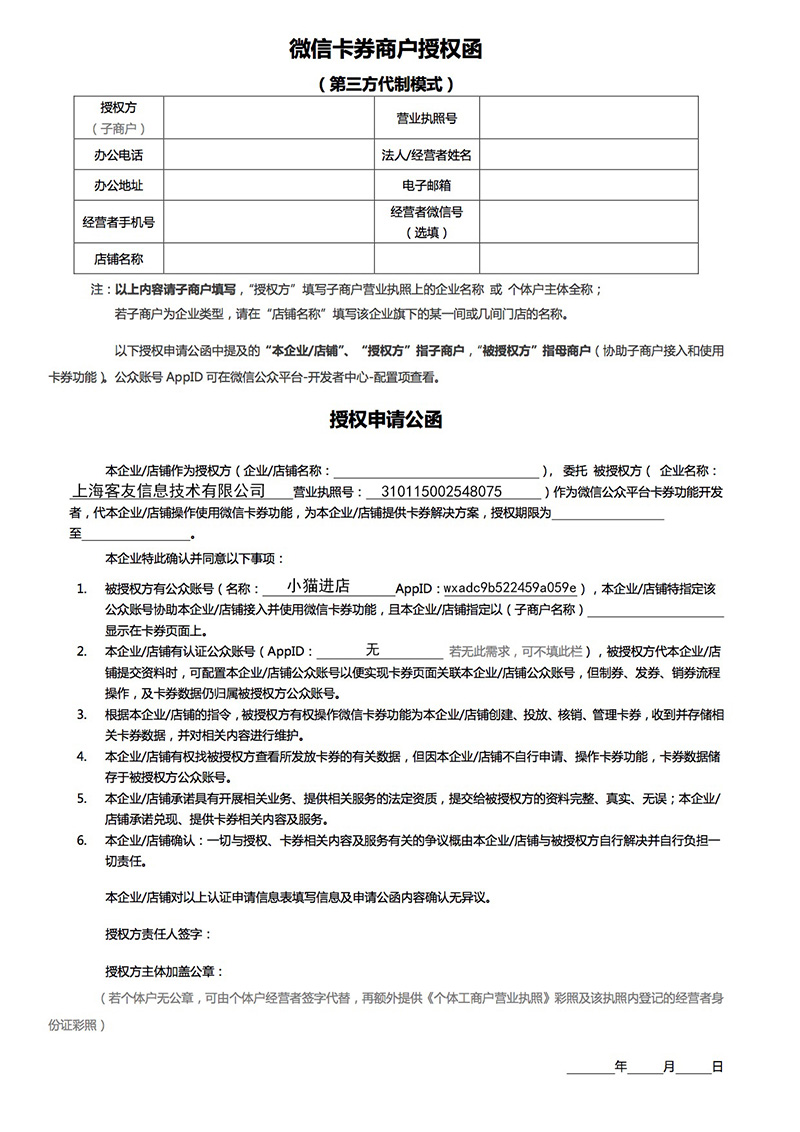 微信卡券商户授权函
（第三方代制模式）
授权方
（子商户）
营业执照号
办公电话 法人/经营者姓名
办公地址 电子邮箱
经营者手机号
经营者微信号
（选填）
店铺名称
注：以上内容请子商户填写，“授权方”填写子商户营业执照上的企业名称 或 个体户主体全称；
若子商户为企业类型，请在“店铺名称”填写该企业旗下的某一间或几间门店的名称。
以下授权申请公函中提及的“本企业/店铺”、“授权方”指子商户，“被授权方”指母商户（协助子商户接入和使用
卡券功能）。公众账号 AppID 可在微信公众平台-开发者中心-配置项查看。
授权申请公函
本企业/店铺作为授权方（企业/店铺名称：____________________），委托 被授权方（ 企业名称：
上海客友信息技术有限公司 营业执照号： 310115002548075 ）作为微信公众平台卡券功能开发
者，代本企业/店铺操作使用微信卡券功能，为本企业/店铺提供卡券解决方案，授权期限为____________
至____________。
本企业特此确认并同意以下事项：
1. 被授权方有公众账号（名称： 小猫进店 AppID：wxadc9b522459a059e ），本企业/店铺特指定该
公众账号协助本企业/店铺接入并使用微信卡券功能，且本企业/店铺指定以（子商户名称）____________
显示在卡券页面上。
2. 本企业/店铺有认证公众账号（AppID： 无 若无此需求，可不填此栏），被授权方代本企业/店
铺提交资料时，可配置本企业/店铺公众账号以便实现卡券页面关联本企业/店铺公众账号，但制券、发券、销券流程
操作，及卡券数据仍归属被授权方公众账号。
3. 根据本企业/店铺的指令，被授权方有权操作微信卡券功能为本企业/店铺创建、投放、核销、管理卡券，收到并存储相
关卡券数据，并对相关内容进行维护。
4. 本企业/店铺有权找被授权方查看所发放卡券的有关数据，但因本企业/店铺不自行申请、操作卡券功能，卡券数据储
存于被授权方公众账号。
5. 本企业/店铺承诺具有开展相关业务、提供相关服务的法定资质，提交给被授权方的资料完整、真实、无误；本企业/
店铺承诺兑现、提供卡券相关内容及服务。
6. 本企业/店铺确认：一切与授权、卡券相关内容及服务有关的争议概由本企业/店铺与被授权方自行解决并自行负担一
切责任。
本企业/店铺对以上认证申请信息表填写信息及申请公函内容确认无异议。
授权方责任人签字：
授权方主体加盖公章：
（若个体户无公章，可由个体户经营者签字代替，再额外提供《个体工商户营业执照》彩照及该执照内登记的经营者身
份证彩照）
______年____月____日